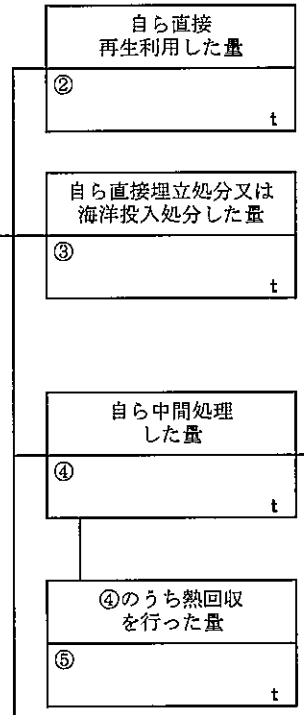 自ら直接
再生利用した量
②
t
自ら直接埋立処分又は
海洋投入処分した量
③
t
自ら中間処理
した量
④
t
④のうち熱回収
を行った量
⑤
t